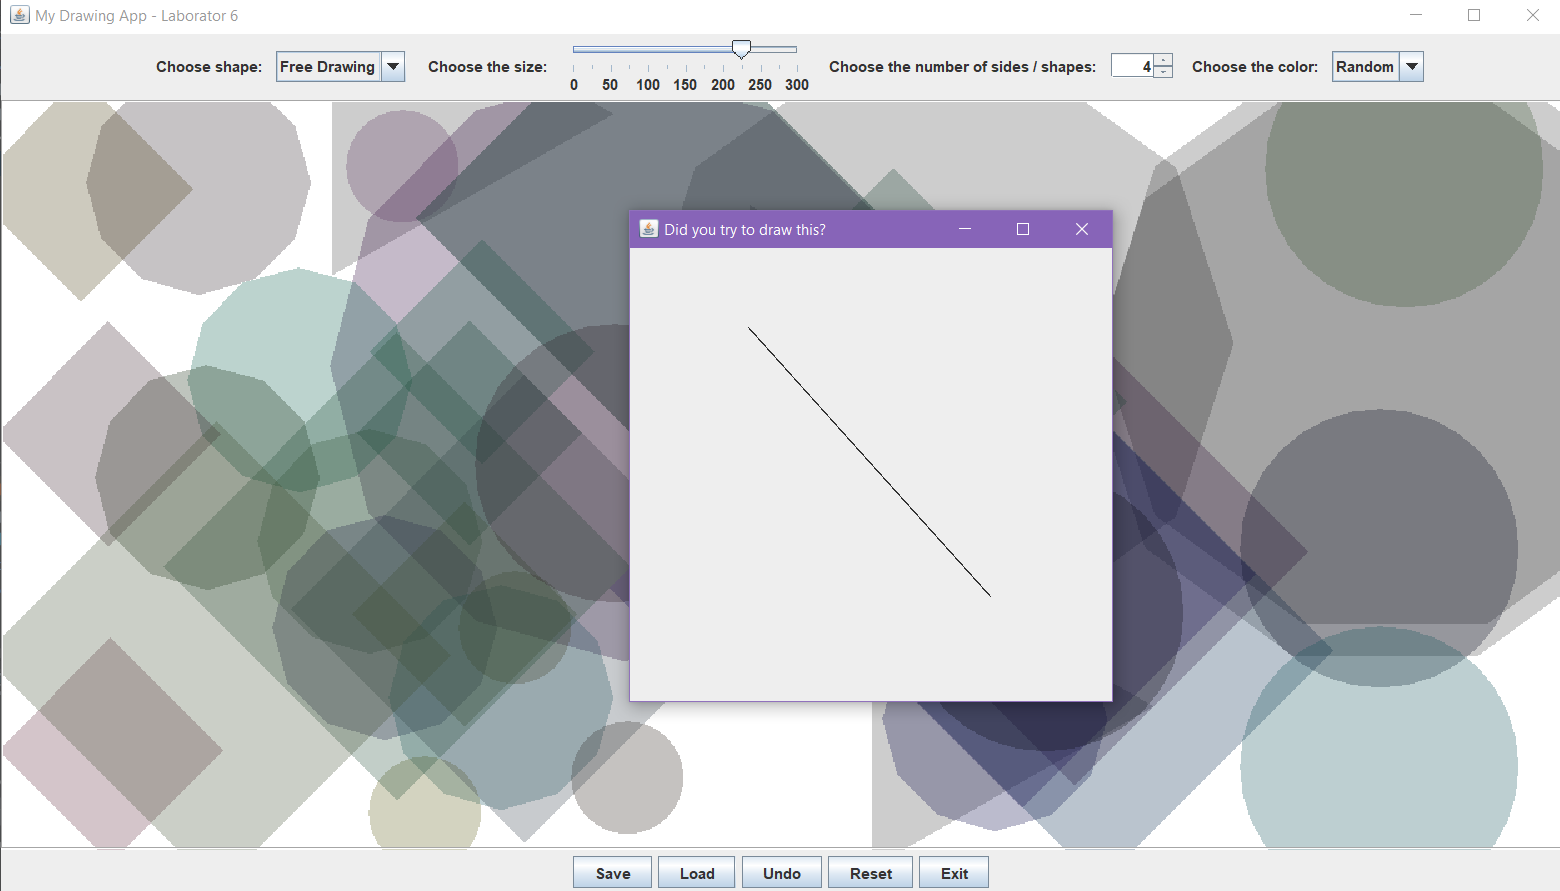 My Drawing App - Laborator 6
Choose shape: Free Drawing Choose the size: Choose the number of sides / shapes: 4 Choose the color: Random
0 50 100 150 200 250 300
Did you try to draw this?
Save Load Undo Reset Exit